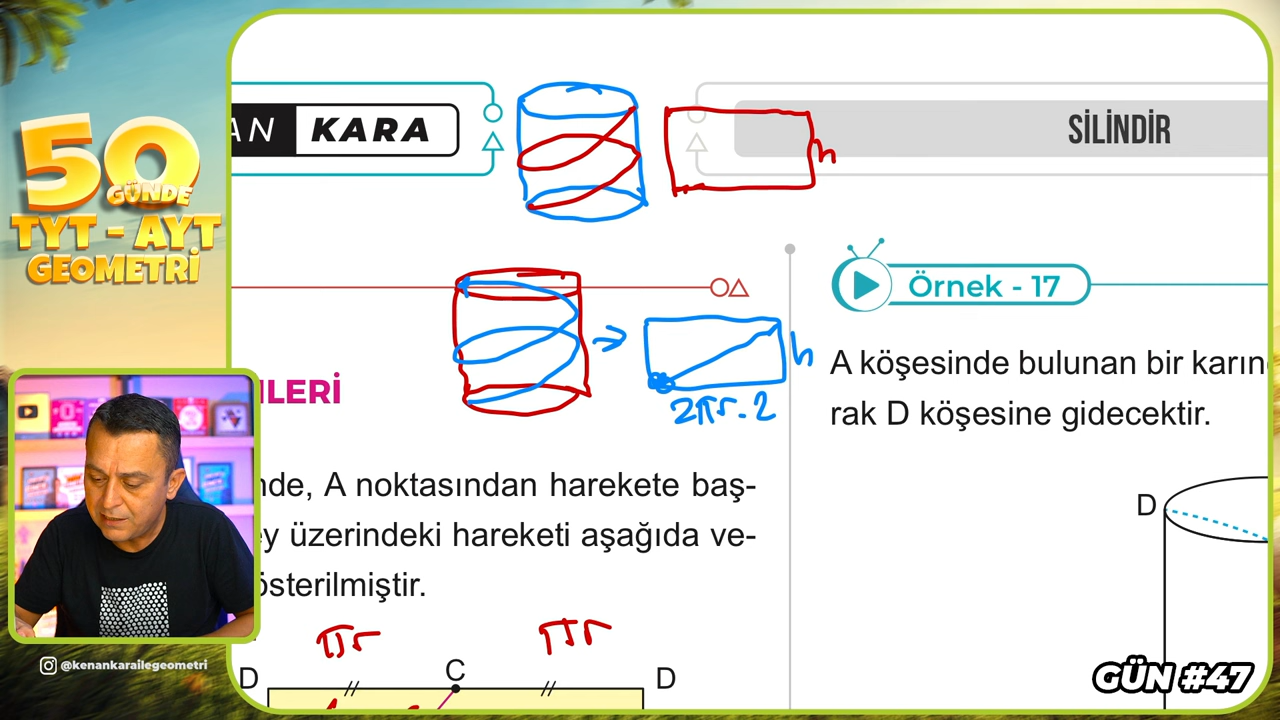 50
GÜNDE
TYT - AYT
GEOMETRİ
AN KARA
SİLİNDİR
h
Örnek - 17
h
2πr.2
A köşesinde bulunan bir karın
rak D köşesine gidecektir.
LERİ
nde, A noktasından harekete baş-
ey üzerindeki hareketi aşağıda ve-
österilmiştir.
πr πr
D C D
D
@kenankarailegeometri
GÜN #47